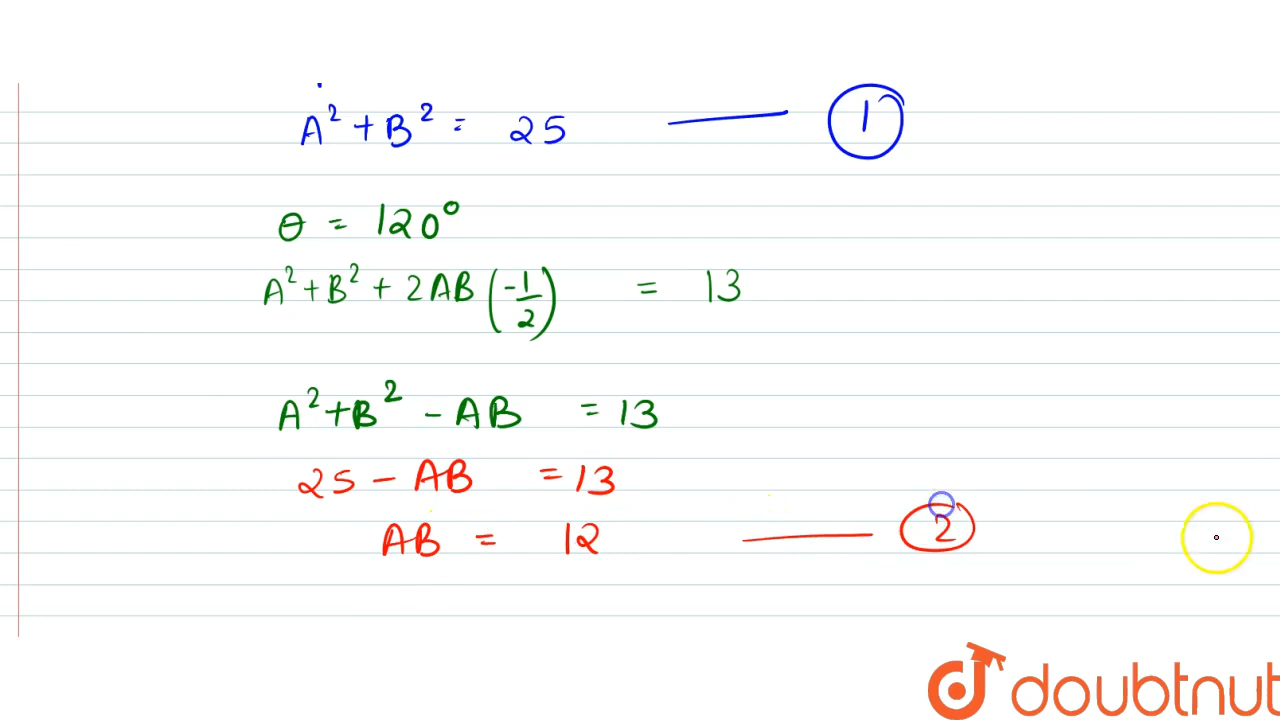 A² + B² = 25 —— 1
θ = 120°
A² + B² + 2AB (-1/2) = 13
A² + B² - AB = 13
25 - AB = 13
AB = 12 —— 2
doubtnut